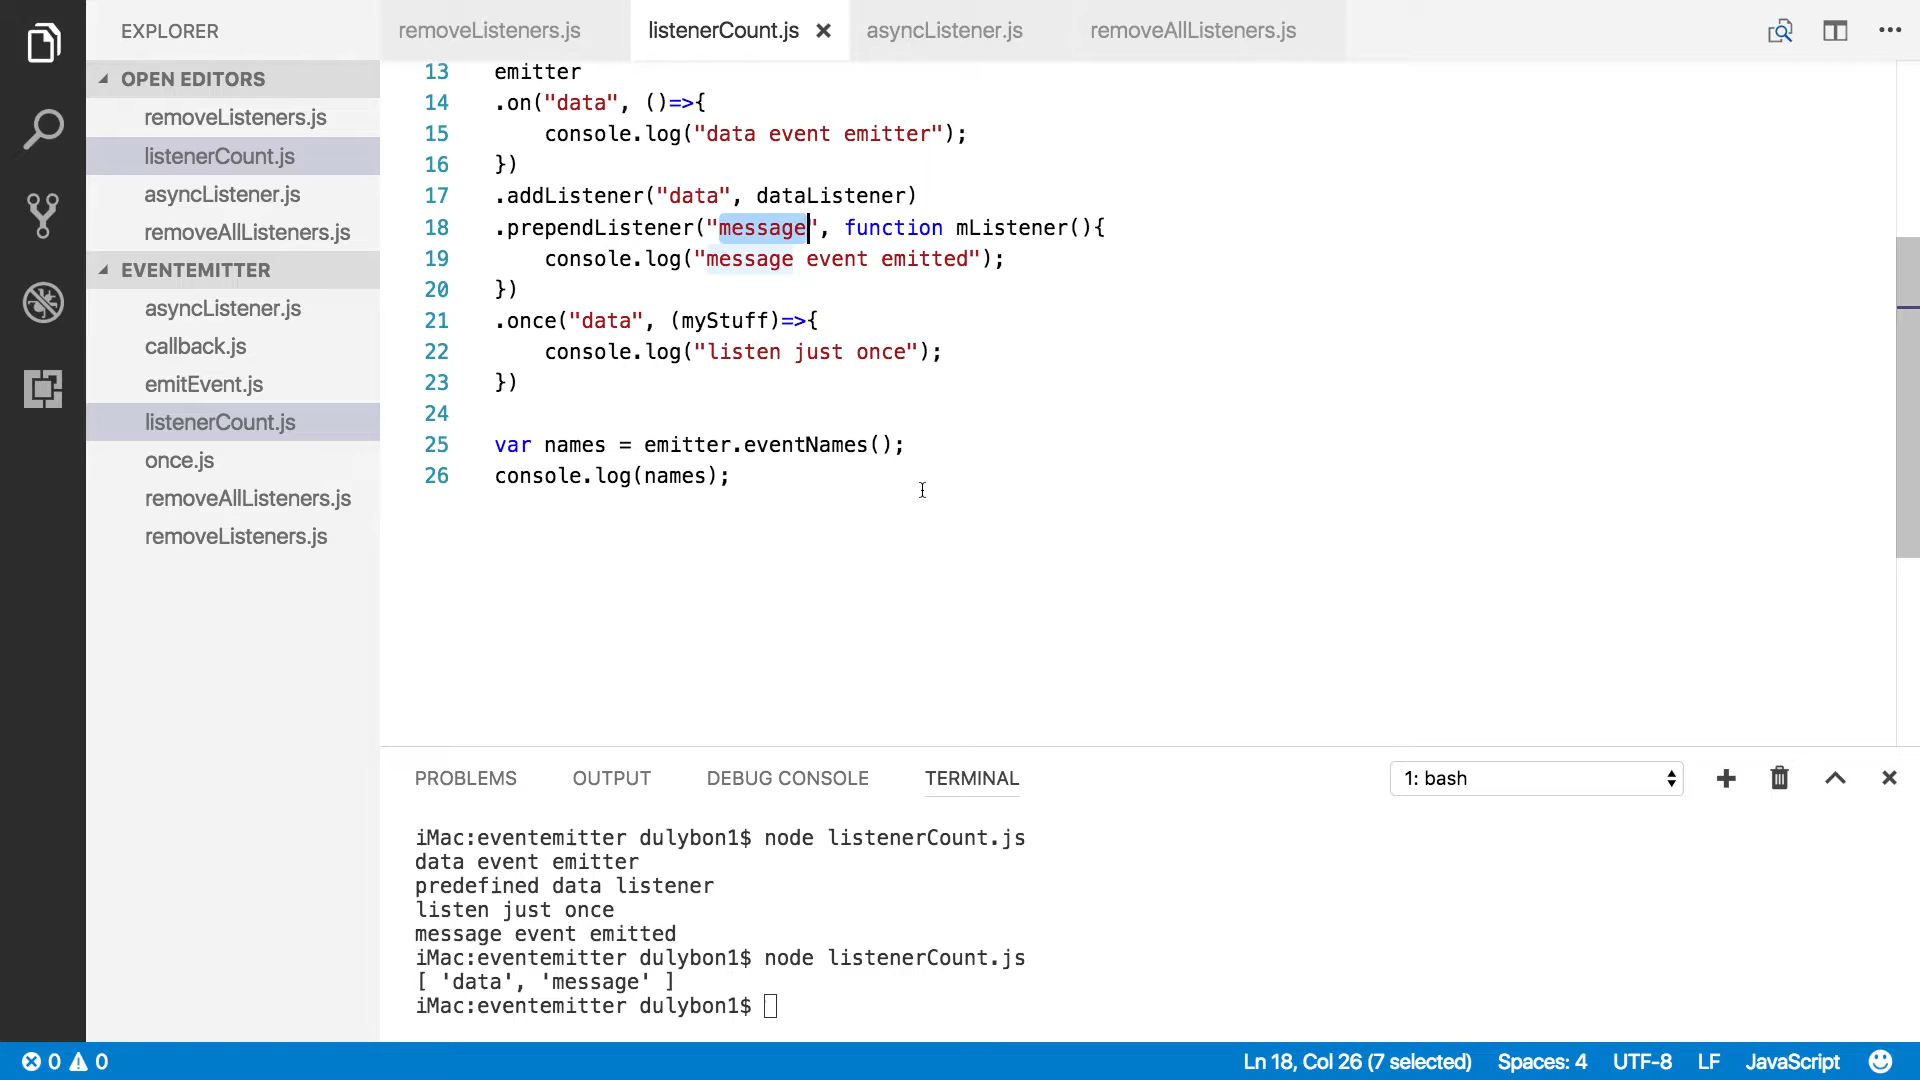 EXPLORER
OPEN EDITORS
removeListeners.js
listenerCount.js
asyncListener.js
removeAllListeners.js
EVENTEMITTER
asyncListener.js
callback.js
emitEvent.js
listenerCount.js
once.js
removeAllListeners.js
removeListeners.js
removeListeners.js listenerCount.js asyncListener.js removeAllListeners.js
13 emitter
14 .on("data", ()=>{
15 console.log("data event emitter");
16 })
17 .addListener("data", dataListener)
18 .prependListener("message", function mListener(){
19 console.log("message event emitted");
20 })
21 .once("data", (myStuff)=>{
22 console.log("listen just once");
23 })
24
25 var names = emitter.eventNames();
26 console.log(names);
PROBLEMS OUTPUT DEBUG CONSOLE TERMINAL 1: bash
iMac:eventemitter dulybon1$ node listenerCount.js
data event emitter
predefined data listener
listen just once
message event emitted
iMac:eventemitter dulybon1$ node listenerCount.js
[ 'data', 'message' ]
iMac:eventemitter dulybon1$
0 0 Ln 18, Col 26 (7 selected) Spaces: 4 UTF-8 LF JavaScript